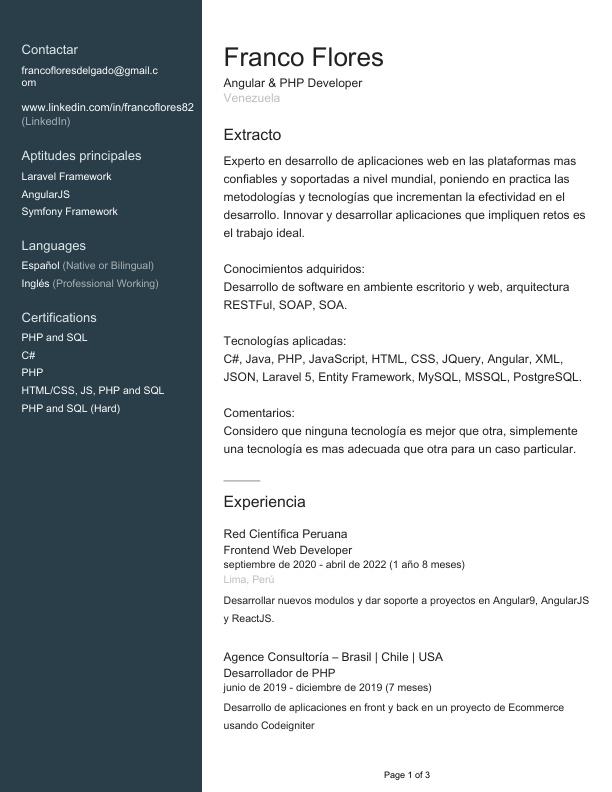 Contactar
francofloresdelgado@gmail.c
om
www.linkedin.com/in/francoflores82
(LinkedIn)
Aptitudes principales
Laravel Framework
AngularJS
Symfony Framework
Languages
Español (Native or Bilingual)
Inglés (Professional Working)
Certifications
PHP and SQL
C#
PHP
HTML/CSS, JS, PHP and SQL
PHP and SQL (Hard)
Franco Flores
Angular & PHP Developer
Venezuela
Extracto
Experto en desarrollo de aplicaciones web en las plataformas mas
confiables y soportadas a nivel mundial, poniendo en practica las
metodologías y tecnologías que incrementan la efectividad en el
desarrollo. Innovar y desarrollar aplicaciones que impliquen retos es
el trabajo ideal.
Conocimientos adquiridos:
Desarrollo de software en ambiente escritorio y web, arquitectura
RESTFul, SOAP, SOA.
Tecnologías aplicadas:
C#, Java, PHP, JavaScript, HTML, CSS, JQuery, Angular, XML,
JSON, Laravel 5, Entity Framework, MySQL, MSSQL, PostgreSQL.
Comentarios:
Considero que ninguna tecnología es mejor que otra, simplemente
una tecnología es mas adecuada que otra para un caso particular.
Experiencia
Red Científica Peruana
Frontend Web Developer
septiembre de 2020 - abril de 2022 (1 año 8 meses)
Lima, Perú
Desarrollar nuevos modulos y dar soporte a proyectos en Angular9, AngularJS
y ReactJS.
Agence Consultoría – Brasil | Chile | USA
Desarrollador de PHP
junio de 2019 - diciembre de 2019 (7 meses)
Desarrollo de aplicaciones en front y back en un proyecto de Ecommerce
usando Codeigniter
Page 1 of 3